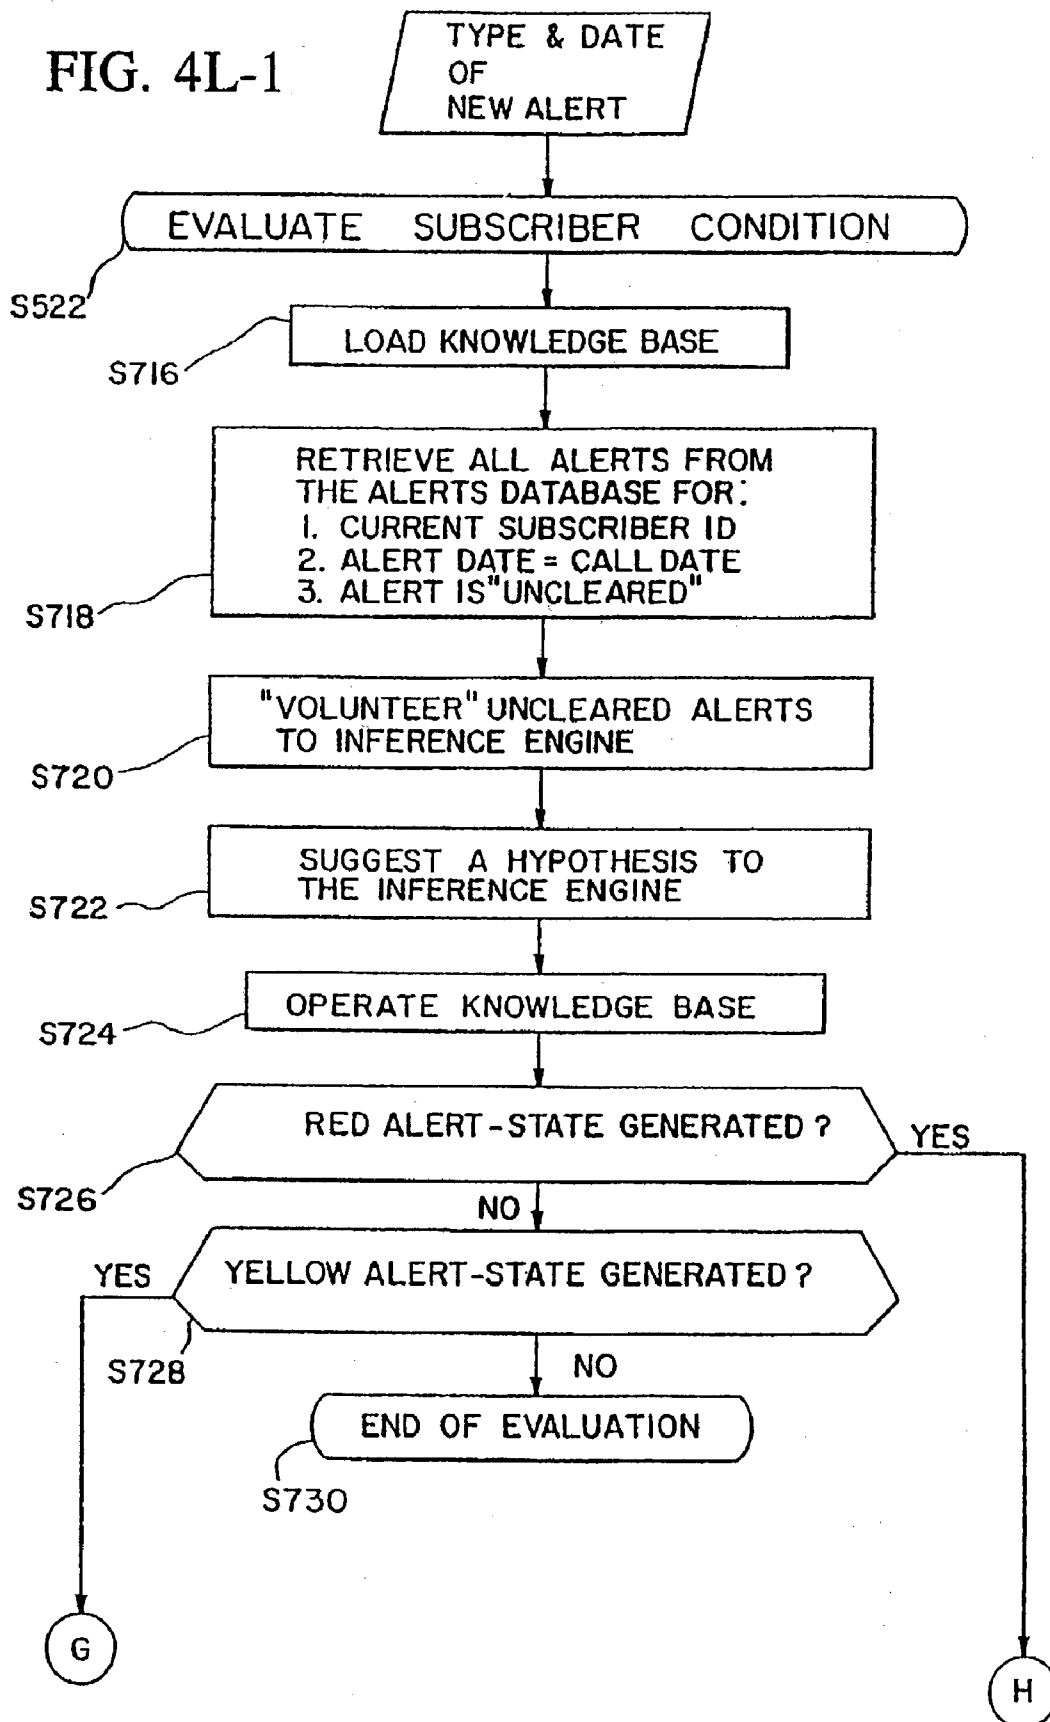 FIG. 4L-1
TYPE & DATE
OF
NEW ALERT
EVALUATE SUBSCRIBER CONDITION
S522
LOAD KNOWLEDGE BASE
S716
RETRIEVE ALL ALERTS FROM
THE ALERTS DATABASE FOR:
1. CURRENT SUBSCRIBER ID
2. ALERT DATE = CALL DATE
3. ALERT IS "UNCLEARED"
S718
"VOLUNTEER" UNCLEARED ALERTS
TO INFERENCE ENGINE
S720
SUGGEST A HYPOTHESIS TO
THE INFERENCE ENGINE
S722
OPERATE KNOWLEDGE BASE
S724
RED ALERT-STATE GENERATED?
YES
S726
NO
YES
YELLOW ALERT-STATE GENERATED?
S728
NO
END OF EVALUATION
S730
G
H